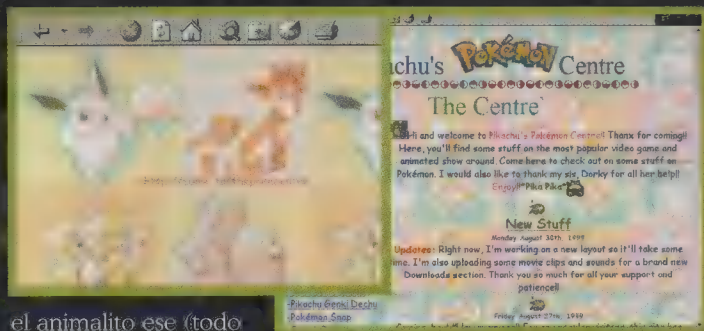 chu's Pokémon Centre
The Centre
Hi and welcome to Pikachu's Pokémon Centre!! Thanx for coming!!
Here, you'll find some stuff on the most popular video game and
animated show around. Come here to check out on some stuff on
Pokémon. I would also like to thank my sis, Dorky for all her help!!
Enjoy!! "Pika Pika"
New Stuff
Monday August 30th, 1999
Updates: Right now, I'm working on a new layout so it'll take some
ime. I'm also uploading some movie clips and sounds for a brand new
Downloads section. Thank you so much for all your support and
patience!!
Friday August 27th, 1999
-Pikachu Genki Dechu
-Pokémon Snap
el animalito ese (todo